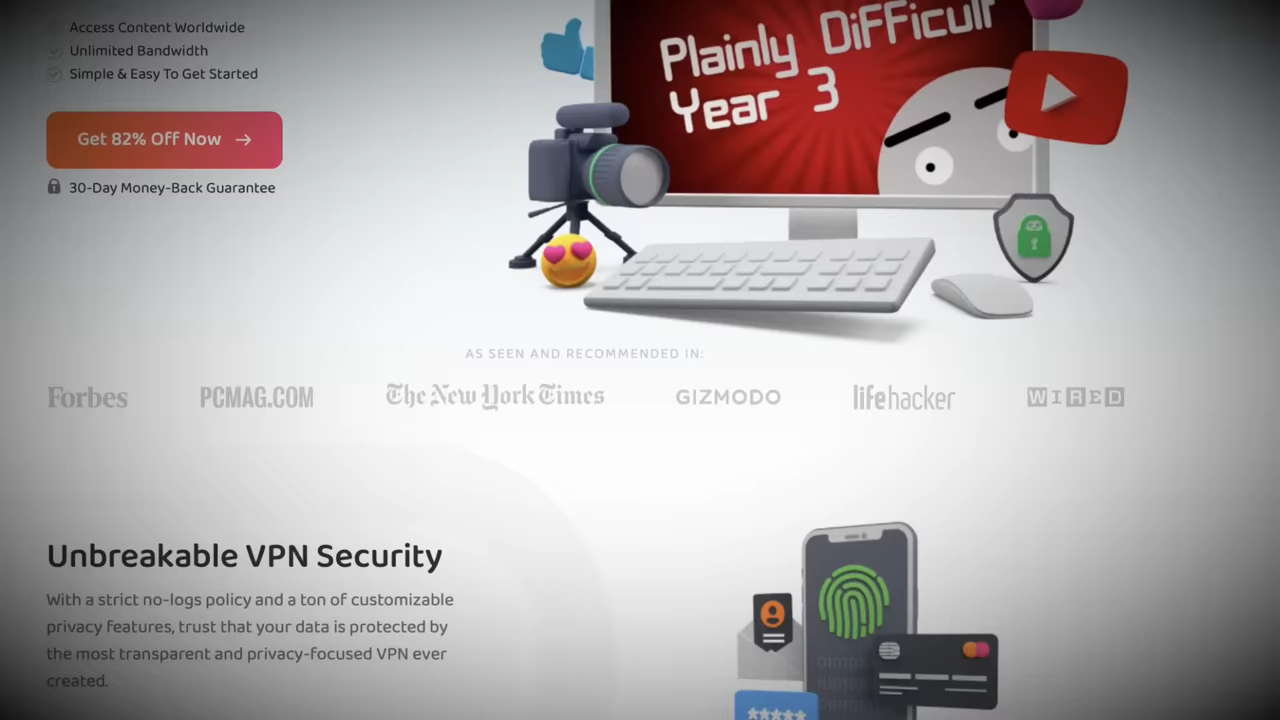 Access Content Worldwide
Unlimited Bandwidth
Simple & Easy To Get Started
Get 82% Off Now
30-Day Money-Back Guarantee
Plainly Difficult
Year 3
AS SEEN AND RECOMMENDED IN:
Forbes
PCMAG.COM
The New York Times
GIZMODO
lifehacker
WIRED
Unbreakable VPN Security
With a strict no-logs policy and a ton of customizable
privacy features, trust that your data is protected by
the most transparent and privacy-focused VPN ever
created.